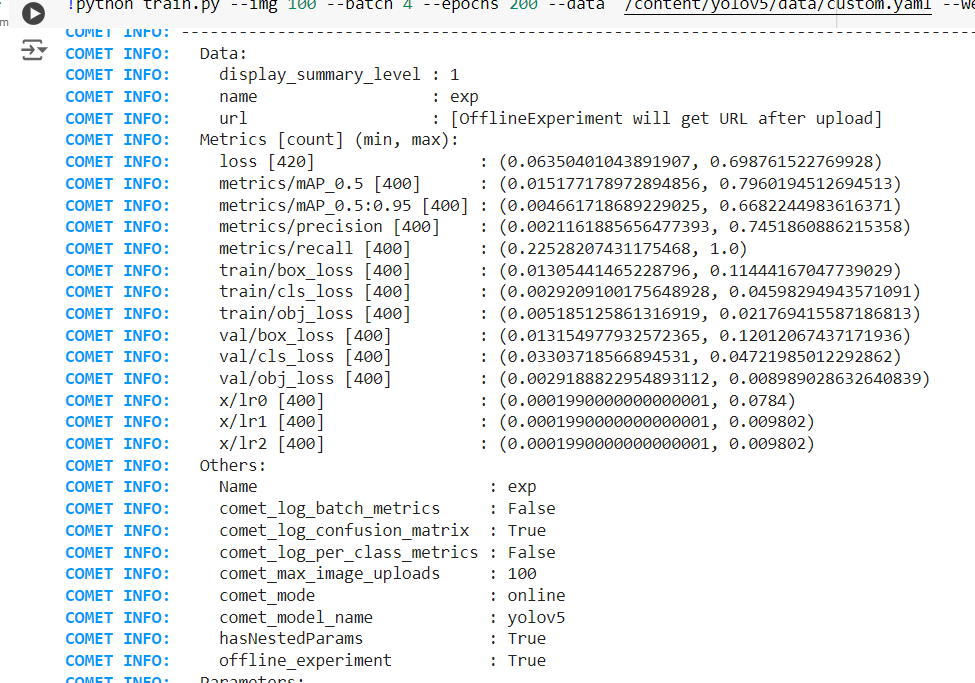 !python train.py --img 100 --batch 4 --epochs 200 --data /content/yolov5/data/custom.yaml --we
COMET INFO: ---------------------------------------------------------------------------------
COMET INFO: Data:
COMET INFO: display_summary_level : 1
COMET INFO: name : exp
COMET INFO: url : [OfflineExperiment will get URL after upload]
COMET INFO: Metrics [count] (min, max):
COMET INFO: loss [420] : (0.06350401043891907, 0.698761522769928)
COMET INFO: metrics/mAP_0.5 [400] : (0.015177178972894856, 0.7960194512694513)
COMET INFO: metrics/mAP_0.5:0.95 [400] : (0.004661718689229025, 0.6682244983616371)
COMET INFO: metrics/precision [400] : (0.0021161885656477393, 0.7451860886215358)
COMET INFO: metrics/recall [400] : (0.22528207431175468, 1.0)
COMET INFO: train/box_loss [400] : (0.01305441465228796, 0.11444167047739029)
COMET INFO: train/cls_loss [400] : (0.0029209100175648928, 0.04598294943571091)
COMET INFO: train/obj_loss [400] : (0.005185125861316919, 0.021769415587186813)
COMET INFO: val/box_loss [400] : (0.013154977932572365, 0.12012067437171936)
COMET INFO: val/cls_loss [400] : (0.03303718566894531, 0.04721985012292862)
COMET INFO: val/obj_loss [400] : (0.0029188822954893112, 0.008989028632640839)
COMET INFO: x/lr0 [400] : (0.0001990000000000001, 0.0784)
COMET INFO: x/lr1 [400] : (0.0001990000000000001, 0.009802)
COMET INFO: x/lr2 [400] : (0.0001990000000000001, 0.009802)
COMET INFO: Others:
COMET INFO: Name : exp
COMET INFO: comet_log_batch_metrics : False
COMET INFO: comet_log_confusion_matrix : True
COMET INFO: comet_log_per_class_metrics : False
COMET INFO: comet_max_image_uploads : 100
COMET INFO: comet_mode : online
COMET INFO: comet_model_name : yolov5
COMET INFO: hasNestedParams : True
COMET INFO: offline_experiment : True
COMET INFO: Parameters: